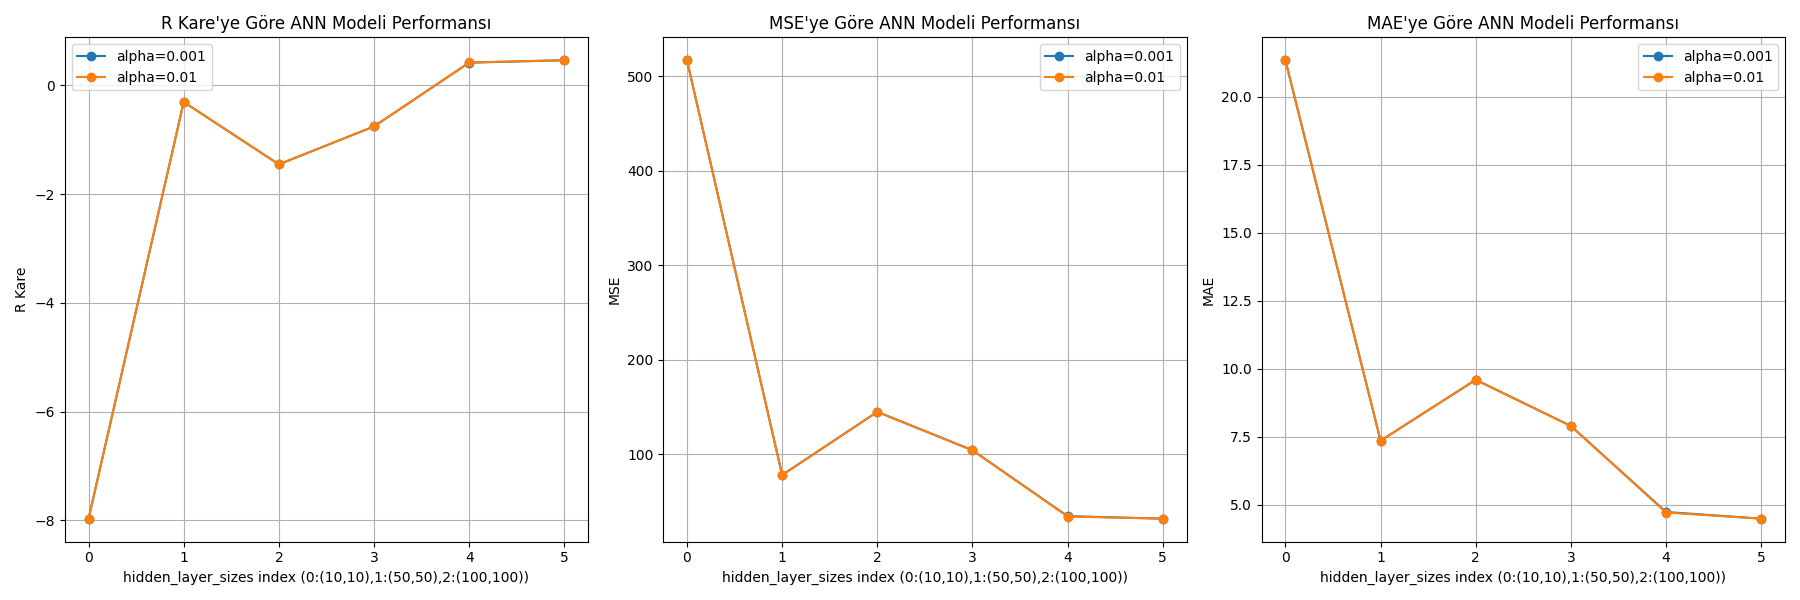 R Kare'ye Göre ANN Modeli Performansı
alpha=0.001
alpha=0.01
0
−2
−4
−6
−8
R Kare
0 1 2 3 4 5
hidden_layer_sizes index (0:(10,10),1:(50,50),2:(100,100))
MSE'ye Göre ANN Modeli Performansı
alpha=0.001
alpha=0.01
500
400
300
200
100
MSE
0 1 2 3 4 5
hidden_layer_sizes index (0:(10,10),1:(50,50),2:(100,100))
MAE'ye Göre ANN Modeli Performansı
alpha=0.001
alpha=0.01
20.0
17.5
15.0
12.5
10.0
7.5
5.0
MAE
0 1 2 3 4 5
hidden_layer_sizes index (0:(10,10),1:(50,50),2:(100,100))